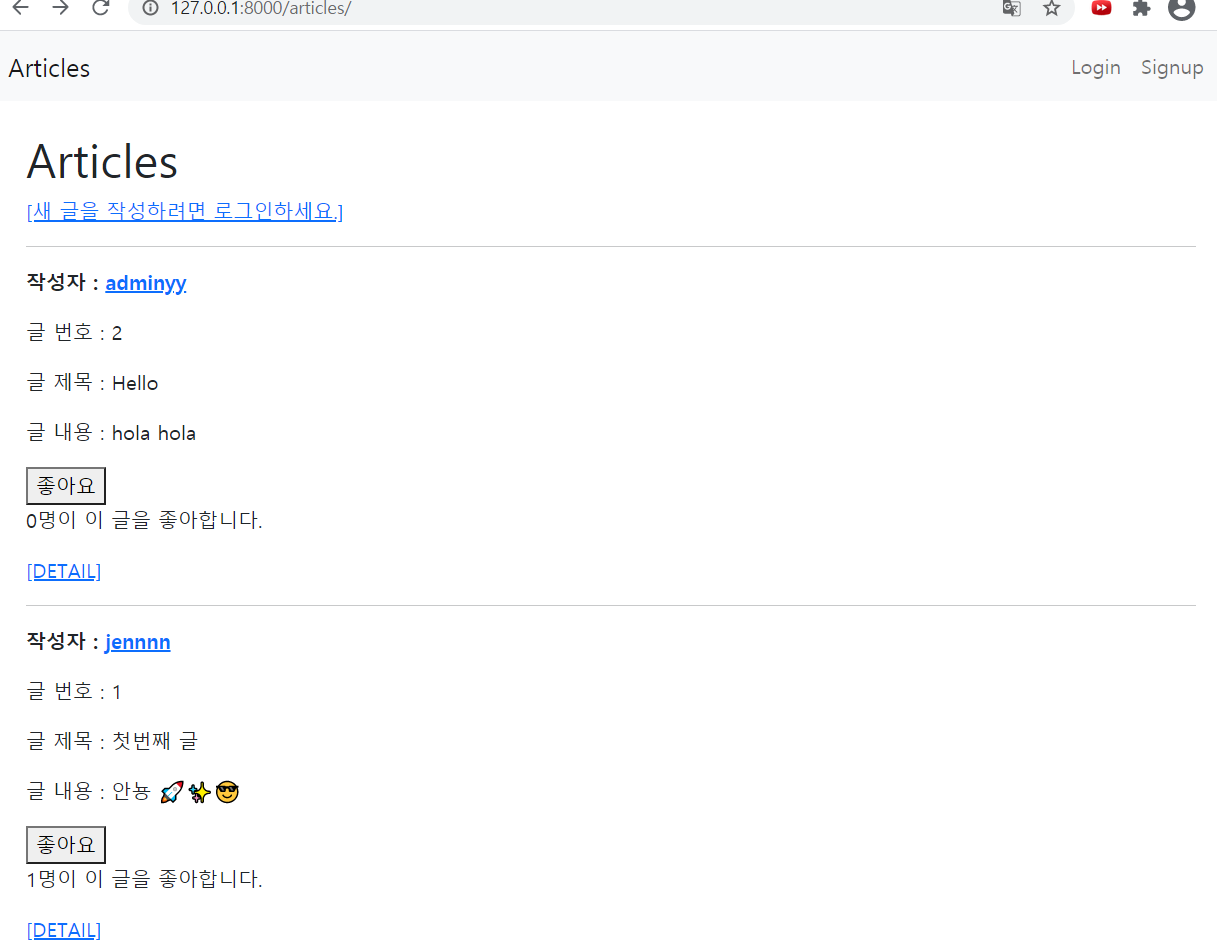 127.0.0.1:8000/articles/
Articles Login Signup
Articles
[새 글을 작성하려면 로그인하세요.]
작성자 : adminyy
글 번호 : 2
글 제목 : Hello
글 내용 : hola hola
좋아요
0명이 이 글을 좋아합니다.
[DETAIL]
작성자 : jennnn
글 번호 : 1
글 제목 : 첫번째 글
글 내용 : 안뇽 🚀✨😎
좋아요
1명이 이 글을 좋아합니다.
[DETAIL]